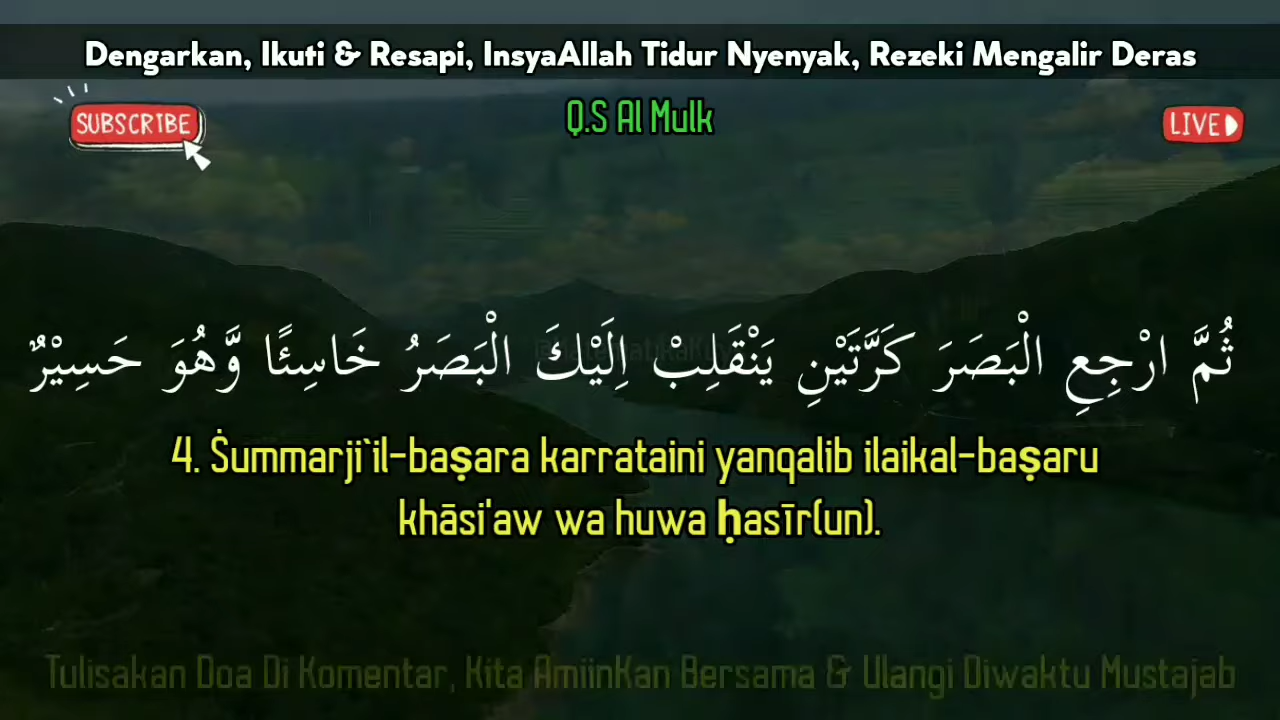 Dengarkan, Ikuti & Resapi, InsyaAllah Tidur Nyenyak, Rezeki Mengalir Deras
SUBSCRIBE
Q.S Al Mulk
LIVE
ثُمَّ ارْجِعِ الْبَصَرَ كَرَّتَيْنِ يَنْقَلِبْ اِلَيْكَ الْبَصَرُ خَاسِئًا وَّهُوَ حَسِيْرٌ
4. Ṡummarji`il-baṣara karrataini yanqalib ilaikal-baṣaru
khāsi'aw wa huwa ḥasīr(un).
Tulisakan Doa Di Komentar, Kita AmiinKan Bersama & Ulangi Diwaktu Mustajab